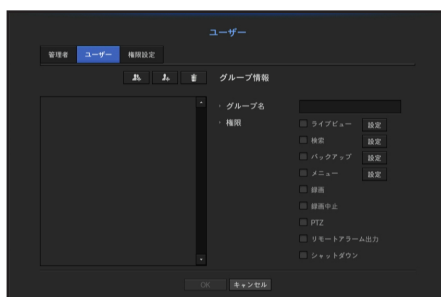 ユーザー
管理者 ユーザー 権限設定
グループ情報
・ グループ名
・ 権限
ライブビュー 設定
検索 設定
バックアップ 設定
メニュー 設定
録画
録画中止
PTZ
リモートアラーム出力
シャットダウン
OK キャンセル